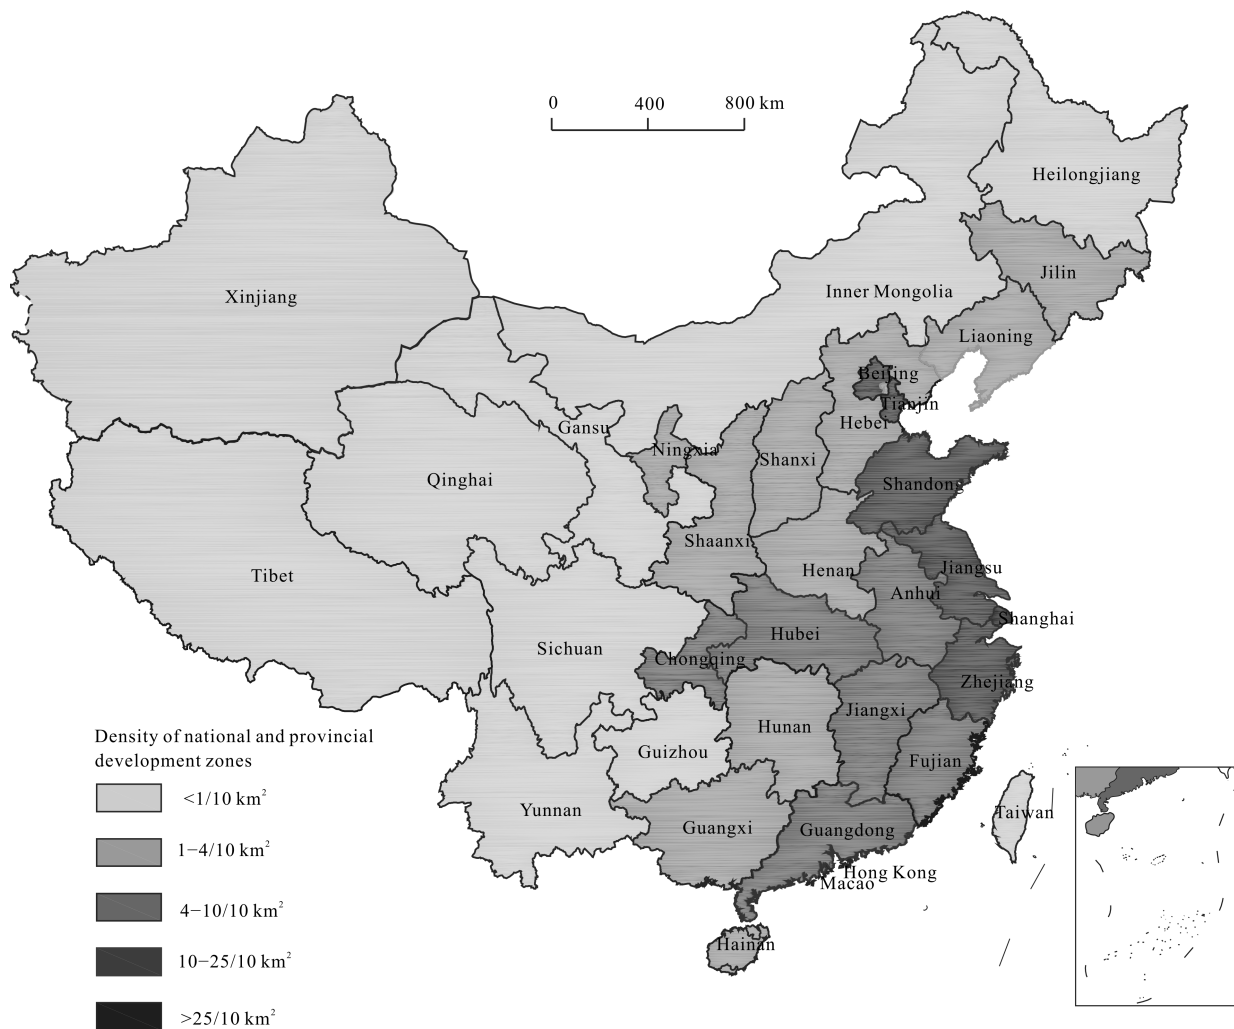 0 400 800 km
Heilongjiang
Jilin
Xinjiang
Inner Mongolia
Liaoning
Beijing
Tianjin
Hebei
Gansu
Ningxia
Shanxi
Qinghai
Shandong
Shaanxi
Henan
Jiangsu
Tibet
Anhui
Shanghai
Hubei
Sichuan
Chongqing
Zhejiang
Jiangxi
Hunan
Guizhou
Fujian
Yunnan
Taiwan
Guangxi
Guangdong
Hong Kong
Macao
Hainan
Density of national and provincial
development zones
<1/10 km²
1−4/10 km²
4−10/10 km²
10−25/10 km²
>25/10 km²